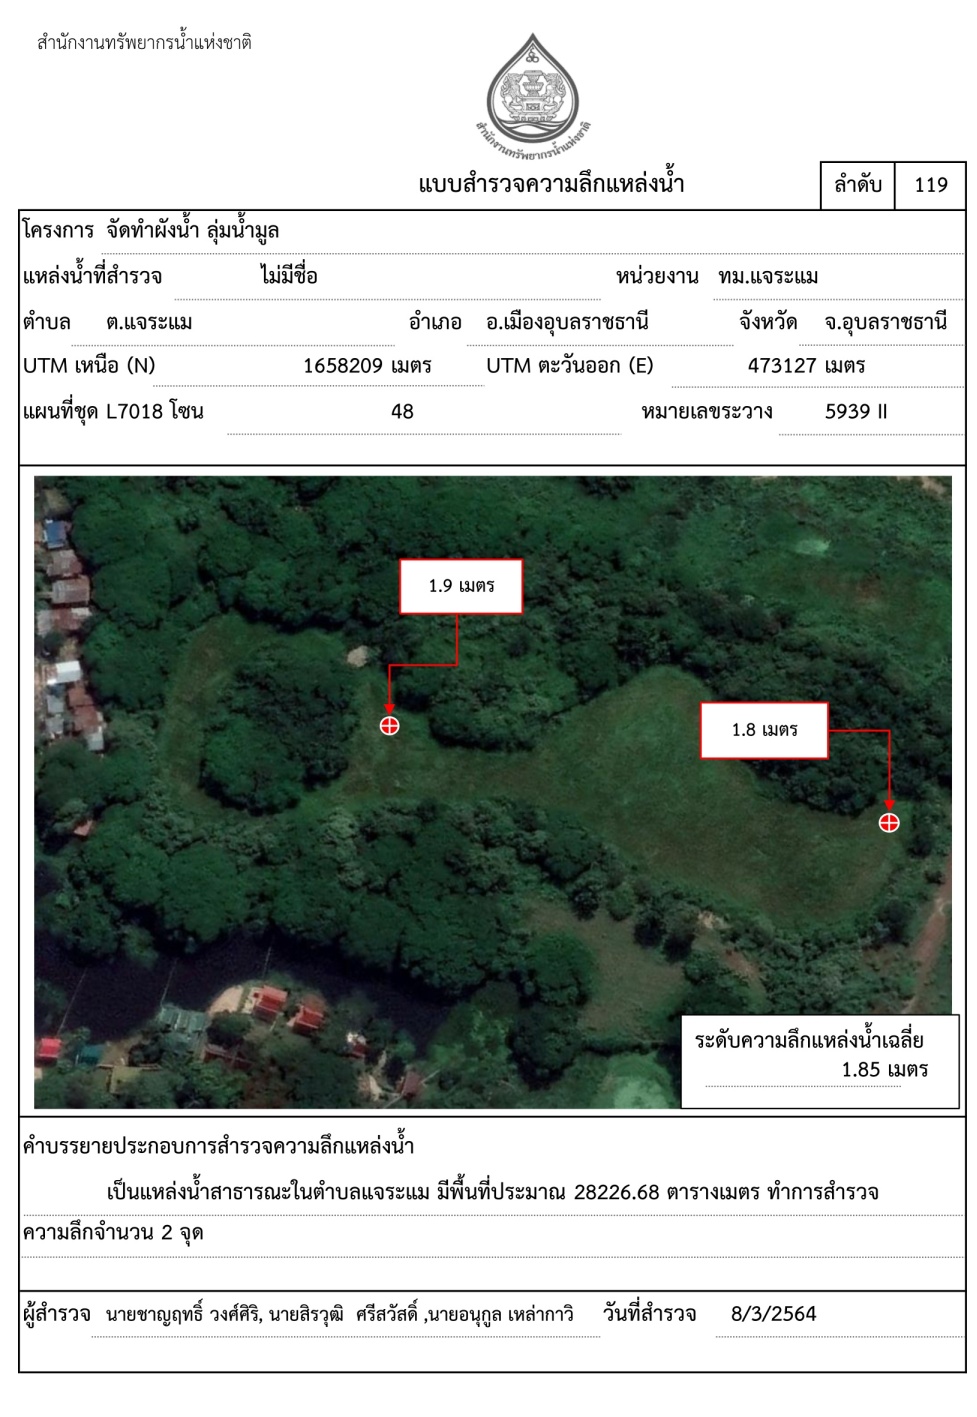 สำนักงานทรัพยากรน้ำแห่งชาติ
สำนักงานทรัพยากรน้ำแห่งชาติ
แบบสำรวจความลึกแหล่งน้ำ ลำดับ 119
โครงการ จัดทำผังน้ำ ลุ่มน้ำมูล
แหล่งน้ำที่สำรวจ ไม่มีชื่อ หน่วยงาน ทม.แจระแม
ตำบล ต.แจระแม อำเภอ อ.เมืองอุบลราชธานี จังหวัด จ.อุบลราชธานี
UTM เหนือ (N) 1658209 เมตร UTM ตะวันออก (E) 473127 เมตร
แผนที่ชุด L7018 โซน 48 หมายเลขระวาง 5939 II
1.9 เมตร
1.8 เมตร
ระดับความลึกแหล่งน้ำเฉลี่ย
1.85 เมตร
คำบรรยายประกอบการสำรวจความลึกแหล่งน้ำ
เป็นแหล่งน้ำสาธารณะในตำบลแจระแม มีพื้นที่ประมาณ 28226.68 ตารางเมตร ทำการสำรวจ
ความลึกจำนวน 2 จุด
ผู้สำรวจ นายชาญฤทธิ์ วงศ์ศิริ, นายสิรวุฒิ ศรีสวัสดิ์ ,นายอนุกูล เหล่ากาวิ วันที่สำรวจ 8/3/2564